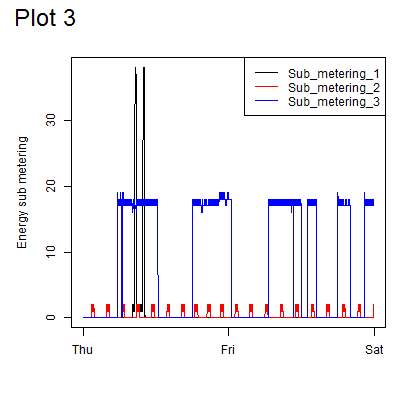 Plot 3
Sub_metering_1
Sub_metering_2
Sub_metering_3
Energy sub metering
30
20
10
0
Thu Fri Sat